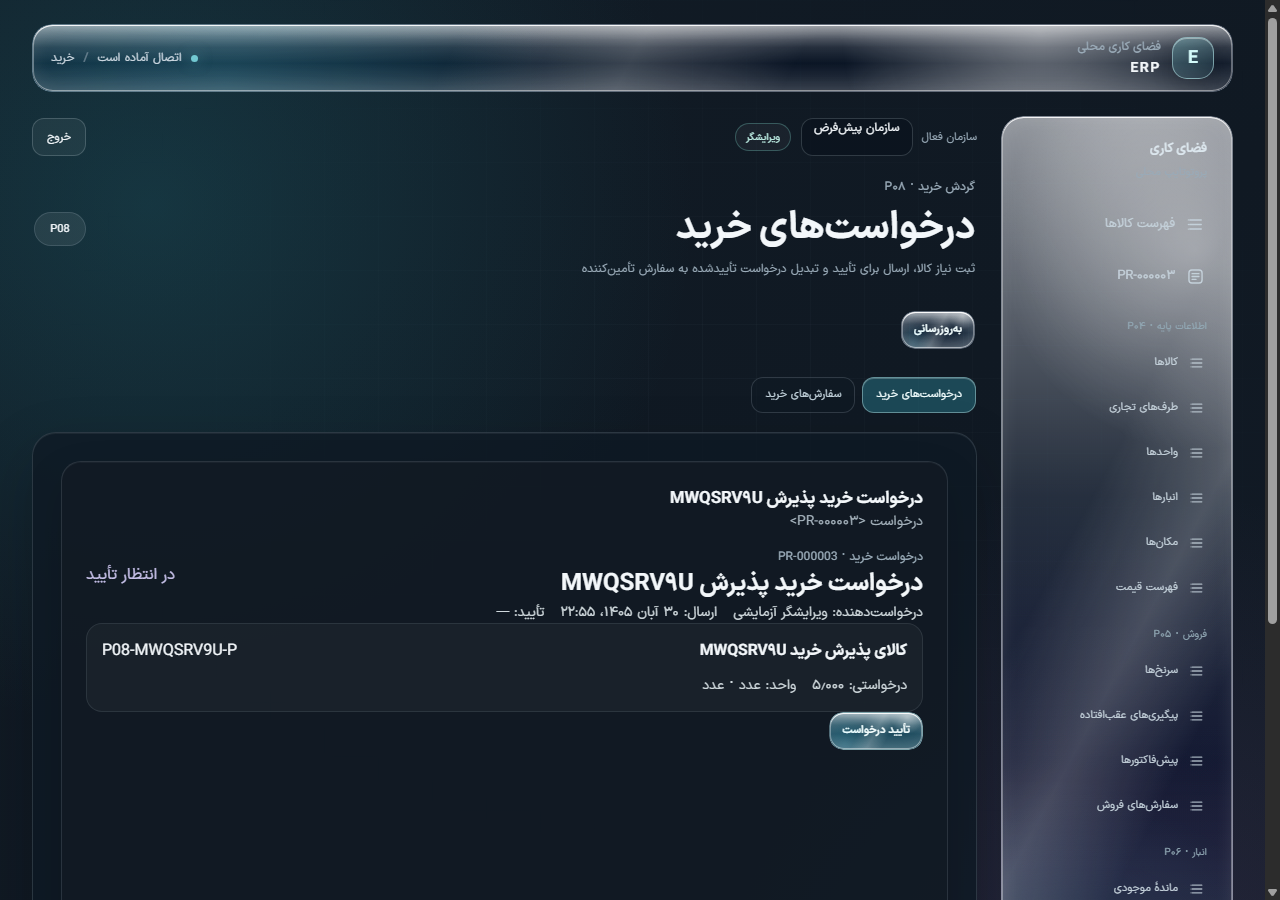 E
فضای کاری محلی
ERP
اتصال آماده است / خرید
فضای کاری
فهرست کالاها
PR-۰۰۰۰۰۳
اطلاعات پایه · P۰۴
کالاها
طرف‌های تجاری
واحدها
انبارها
مکان‌ها
فهرست قیمت
فروش · P۰۵
سرنخ‌ها
پیگیری‌های عقب‌افتاده
پیش‌فاکتورها
سفارش‌های فروش
انبار · P۰۶
ماندهٔ موجودی
سازمان فعال
سازمان پیش‌فرض
ویرایشگر
خروج
گردش خرید · P۰۸
درخواست‌های خرید
P08
ثبت نیاز کالا، ارسال برای تأیید و تبدیل درخواست تأییدشده به سفارش تأمین‌کننده
به‌روزرسانی
درخواست‌های خرید
سفارش‌های خرید
درخواست خرید پذیرش MWQSRV۹U
درخواست <PR-۰۰۰۰۰۳>
درخواست خرید · PR-000003
درخواست خرید پذیرش MWQSRV۹U
در انتظار تأیید
درخواست‌دهنده: ویرایشگر آزمایشی ارسال: ۳۰ آبان ۱۴۰۵، ۲۲:۵۵ تأیید: —
کالای پذیرش خرید MWQSRV۹U
P08-MWQSRV9U-P
درخواستی: ۵٫۰۰۰ واحد: عدد · عدد
تأیید درخواست